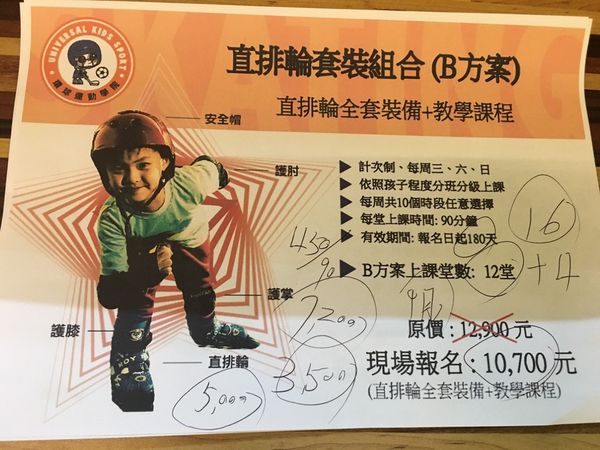 UNIVERSAL KIDS SPORT
環球運動學院
SKATING
直排輪套裝組合 (B方案)
直排輪全套裝備+教學課程
安全帽
護肘
計次制、每周三、六、日
依照孩子程度分班分級上課
每周共10個時段任意選擇
每堂上課時間: 90分鐘
有效期間: 報名日起180天
16
450
90
B方案上課堂數: 12堂
+4
護掌
7,200
原價 : 12,900 元
護膝
現場報名 : 10,700 元
直排輪
3,500
(直排輪全套裝備+教學課程)
5,000